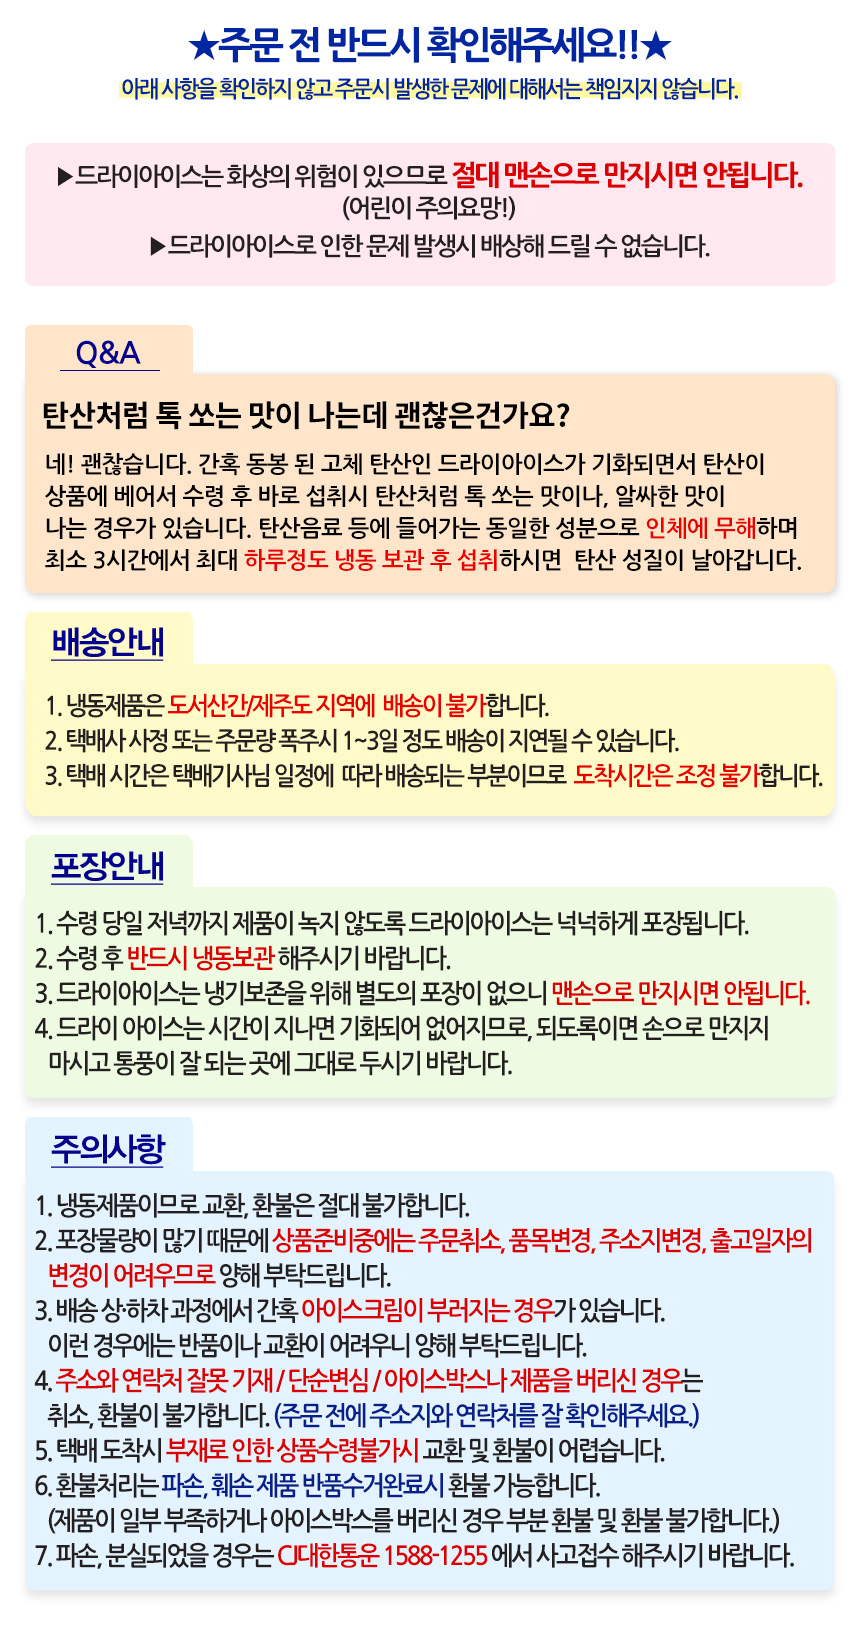 ★주문 전 반드시 확인해주세요!!★
아래 사항을 확인하지 않고 주문시 발생한 문제에 대해서는 책임지지 않습니다.
▶드라이아이스는 화상의 위험이 있으므로 절대 맨손으로 만지시면 안됩니다.
(어린이 주의요망!)
▶드라이아이스로 인한 문제 발생시 배상해 드릴 수 없습니다.
Q&A
탄산처럼 톡 쏘는 맛이 나는데 괜찮은건가요?
네! 괜찮습니다. 간혹 동봉 된 고체 탄산인 드라이아이스가 기화되면서 탄산이
상품에 베어서 수령 후 바로 섭취시 탄산처럼 톡 쏘는 맛이나, 알싸한 맛이
나는 경우가 있습니다. 탄산음료 등에 들어가는 동일한 성분으로 인체에 무해하며
최소 3시간에서 최대 하루정도 냉동 보관 후 섭취하시면 탄산 성질이 날아갑니다.
배송안내
1. 냉동제품은 도서산간/제주도 지역에 배송이 불가합니다.
2. 택배사 사정 또는 주문량 폭주시 1~3일 정도 배송이 지연될 수 있습니다.
3. 택배 시간은 택배기사님 일정에 따라 배송되는 부분이므로 도착시간은 조정 불가합니다.
포장안내
1. 수령 당일 저녁까지 제품이 녹지 않도록 드라이아이스는 넉넉하게 포장됩니다.
2. 수령 후 반드시 냉동보관 해주시기 바랍니다.
3. 드라이아이스는 냉기보존을 위해 별도의 포장이 없으니 맨손으로 만지시면 안됩니다.
4. 드라이 아이스는 시간이 지나면 기화되어 없어지므로, 되도록이면 손으로 만지지
마시고 통풍이 잘 되는 곳에 그대로 두시기 바랍니다.
주의사항
1. 냉동제품이므로 교환, 환불은 절대 불가합니다.
2. 포장물량이 많기 때문에 상품준비중에는 주문취소, 품목변경, 주소지변경, 출고일자의
변경이 어려우므로 양해 부탁드립니다.
3. 배송 상·하차 과정에서 간혹 아이스크림이 부러지는 경우가 있습니다.
이런 경우에는 반품이나 교환이 어려우니 양해 부탁드립니다.
4. 주소와 연락처 잘못 기재 / 단순변심 / 아이스박스나 제품을 버리신 경우는
취소, 환불이 불가합니다. (주문 전에 주소지와 연락처를 잘 확인해주세요.)
5. 택배 도착시 부재로 인한 상품수령불가시 교환 및 환불이 어렵습니다.
6. 환불처리는 파손, 훼손 제품 반품수거완료시 환불 가능합니다.
(제품이 일부 부족하거나 아이스박스를 버리신 경우 부분 환불 및 환불 불가합니다.)
7. 파손, 분실되었을 경우는 CJ대한통운 1588-1255 에서 사고접수 해주시기 바랍니다.